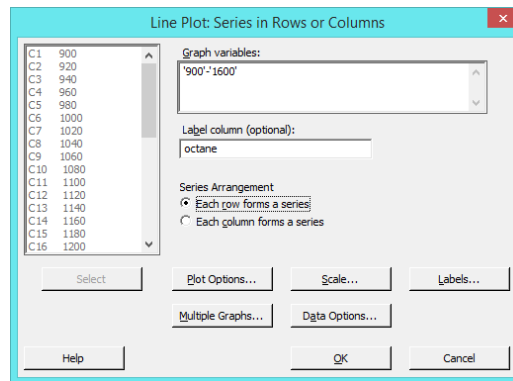 Line Plot: Series in Rows or Columns
C1 900
C2 920
C3 940
C4 960
C5 980
C6 1000
C7 1020
C8 1040
C9 1060
C10 1080
C11 1100
C12 1120
C13 1140
C14 1160
C15 1180
C16 1200
Graph variables:
'900'-'1600'
Label column (optional):
octane
Series Arrangement
Each row forms a series
Each column forms a series
Select
Plot Options...
Scale...
Labels...
Multiple Graphs...
Data Options...
Help
OK
Cancel